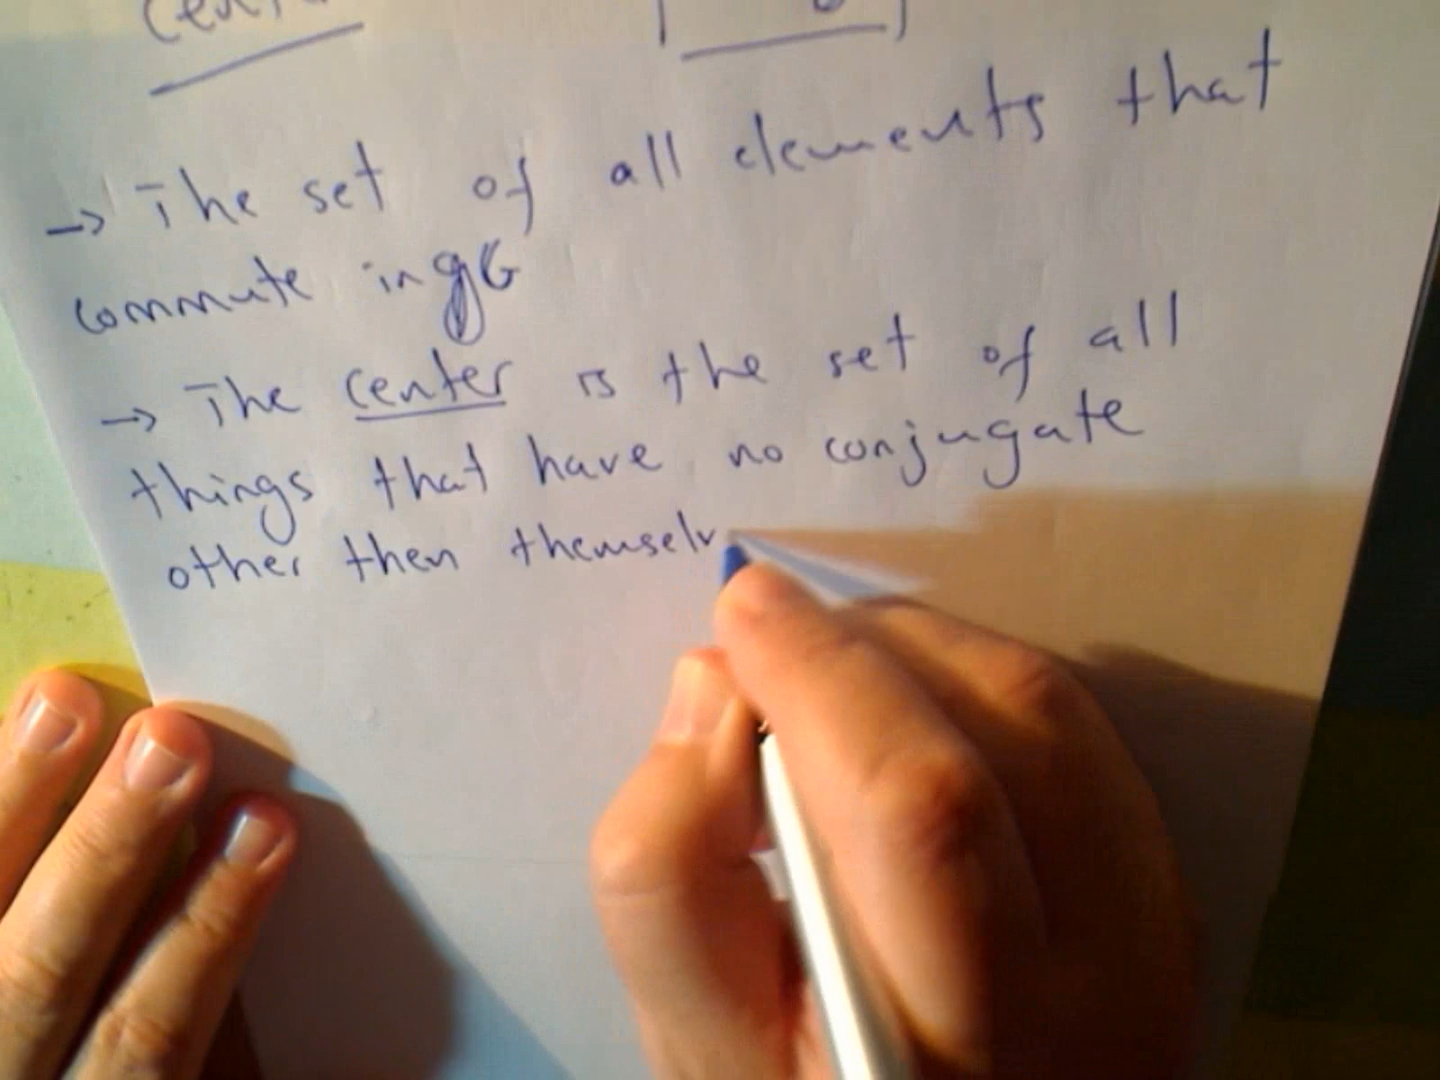 → The set of all elements that
commute in G
→ The center is the set of all
things that have no conjugate
other then themselv